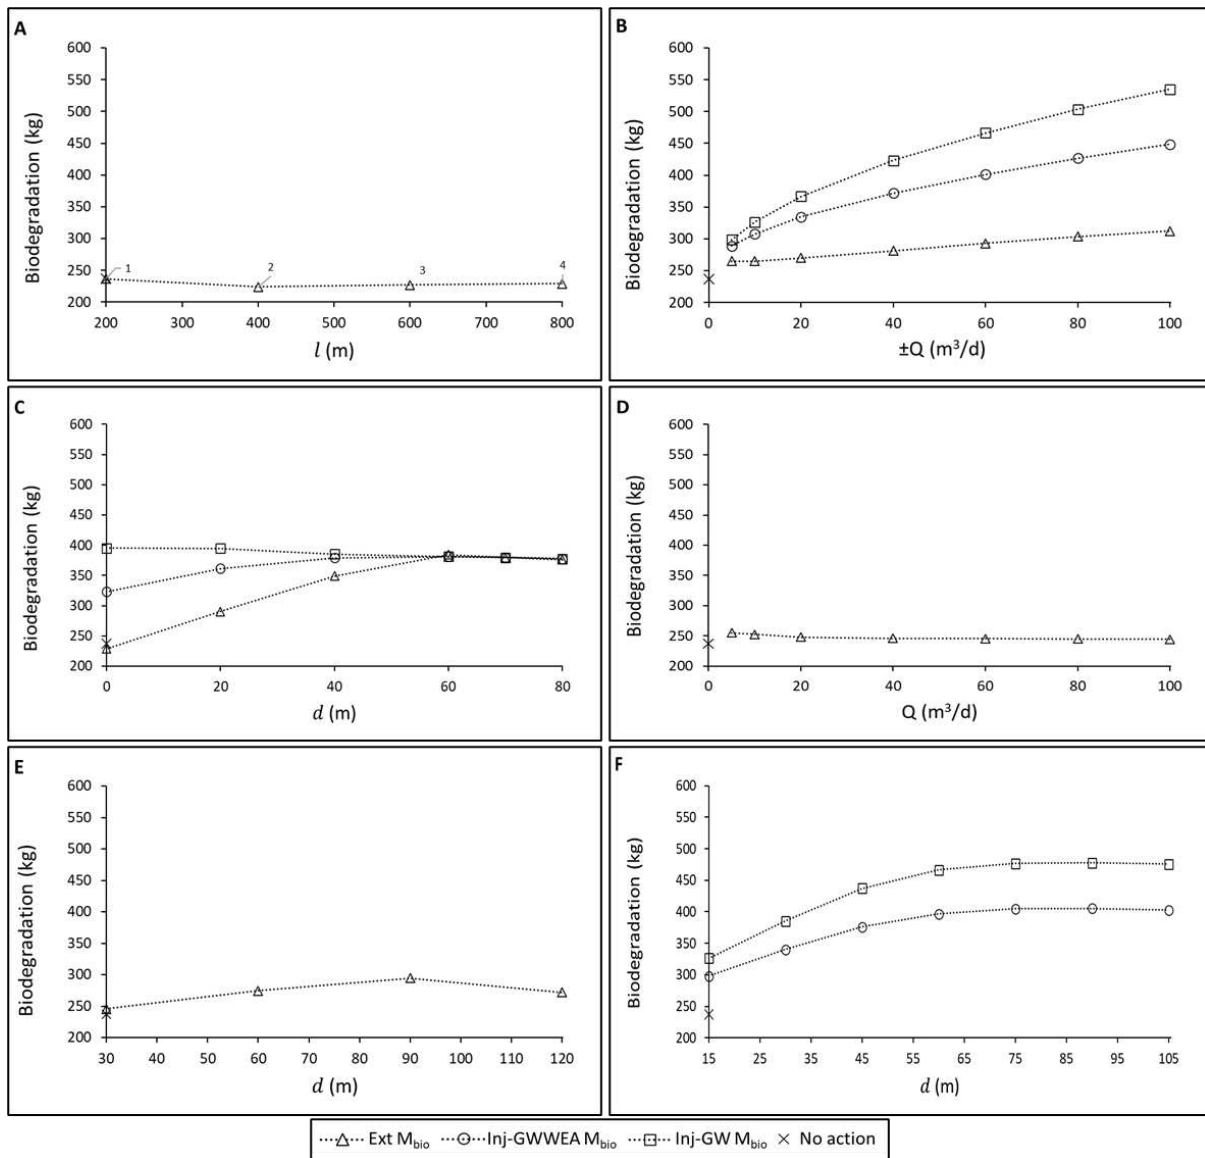 A
Biodegradation (kg)
600
550
500
450
400
350
300
250
200
1
2
3
4
200 300 400 500 600 700 800
l (m)
B
Biodegradation (kg)
600
550
500
450
400
350
300
250
200
0 20 40 60 80 100
±Q (m³/d)
C
Biodegradation (kg)
600
550
500
450
400
350
300
250
200
0 20 40 60 80
d (m)
D
Biodegradation (kg)
600
550
500
450
400
350
300
250
200
0 20 40 60 80 100
Q (m³/d)
E
Biodegradation (kg)
600
550
500
450
400
350
300
250
200
30 40 50 60 70 80 90 100 110 120
d (m)
F
Biodegradation (kg)
600
550
500
450
400
350
300
250
200
15 25 35 45 55 65 75 85 95 105
d (m)
Ext M_bio Inj-GWWEA M_bio Inj-GW M_bio No action